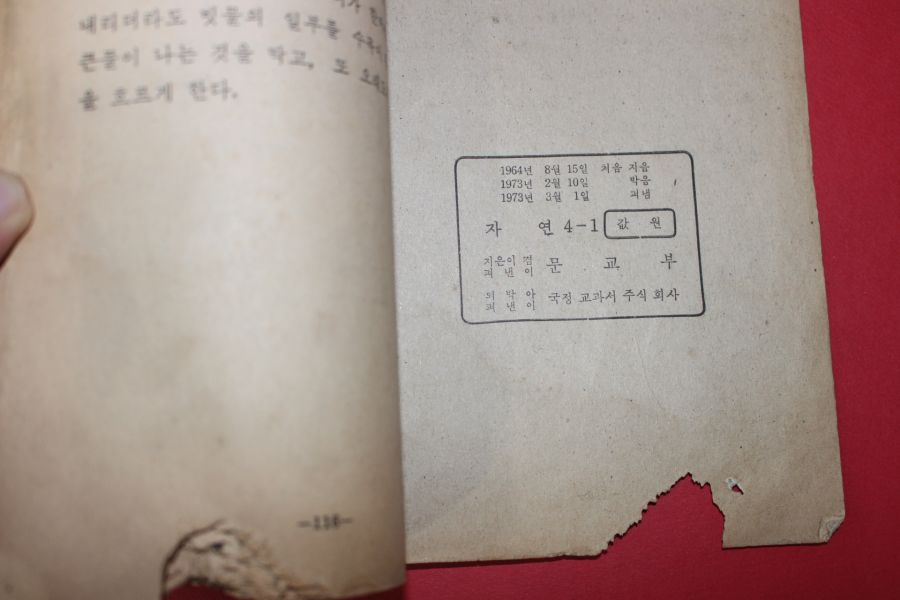 내리더라도 빗물의 일부를
큰물이 나는 것을 막고, 또
을 흐르게 한다.
-116-
1964년 8월 15일 처음 지음
1973년 2월 10일 박음
1973년 3월 1일 펴냄
자 연 4-1 값 원
지은이 겸
펴 낸 이 문 교 부
펴 낸 이 국정 교과서 주식 회사